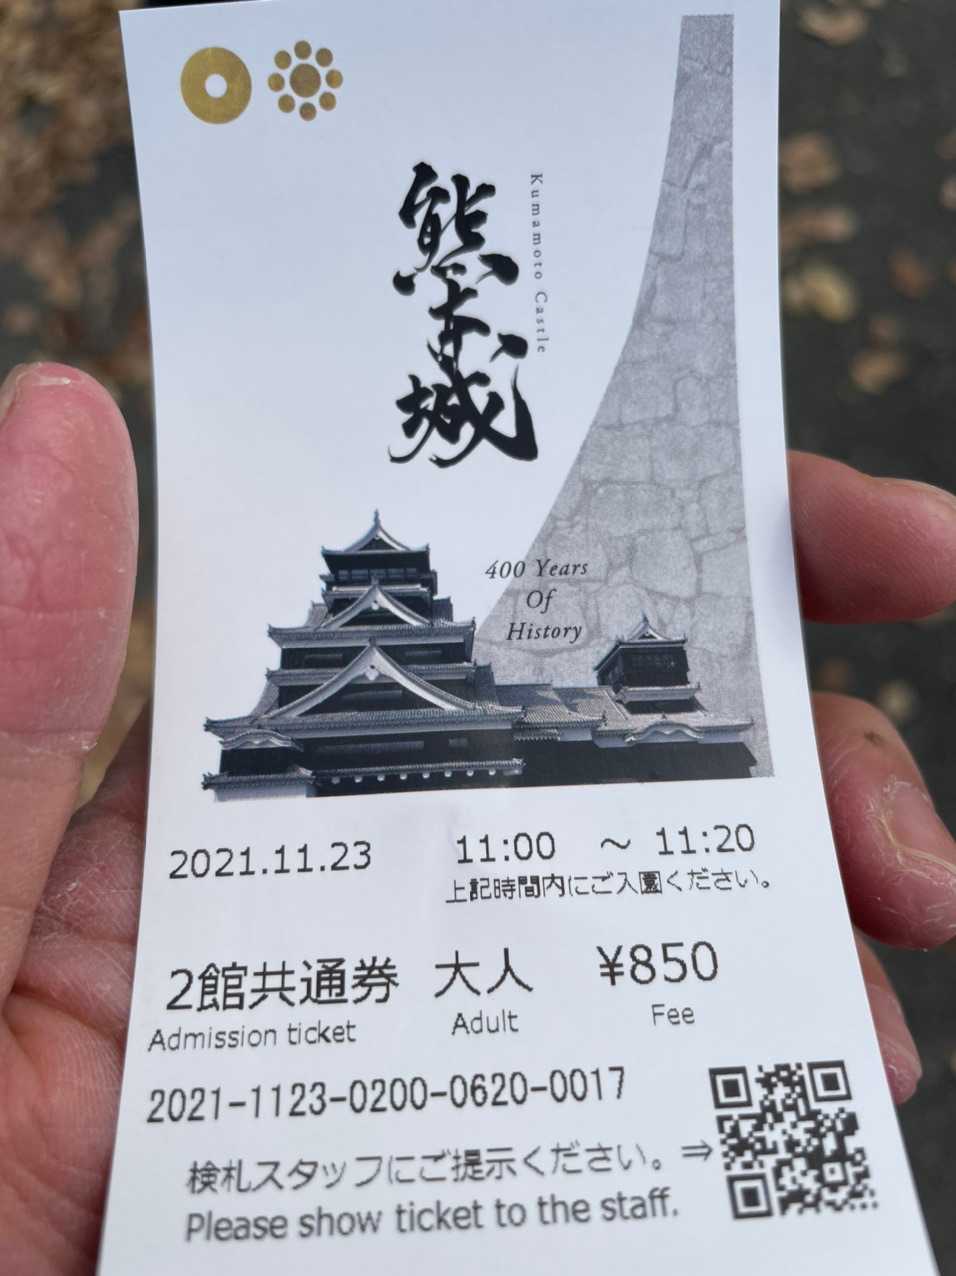 熊本城
Kumamoto Castle
400 Years
Of
History
2021.11.23 11:00 ～ 11:20
上記時間内にご入園ください。
2館共通券 大人 ¥850
Admission ticket Adult Fee
2021-1123-0200-0620-0017
検札スタッフにご提示ください。⇒
Please show ticket to the staff.